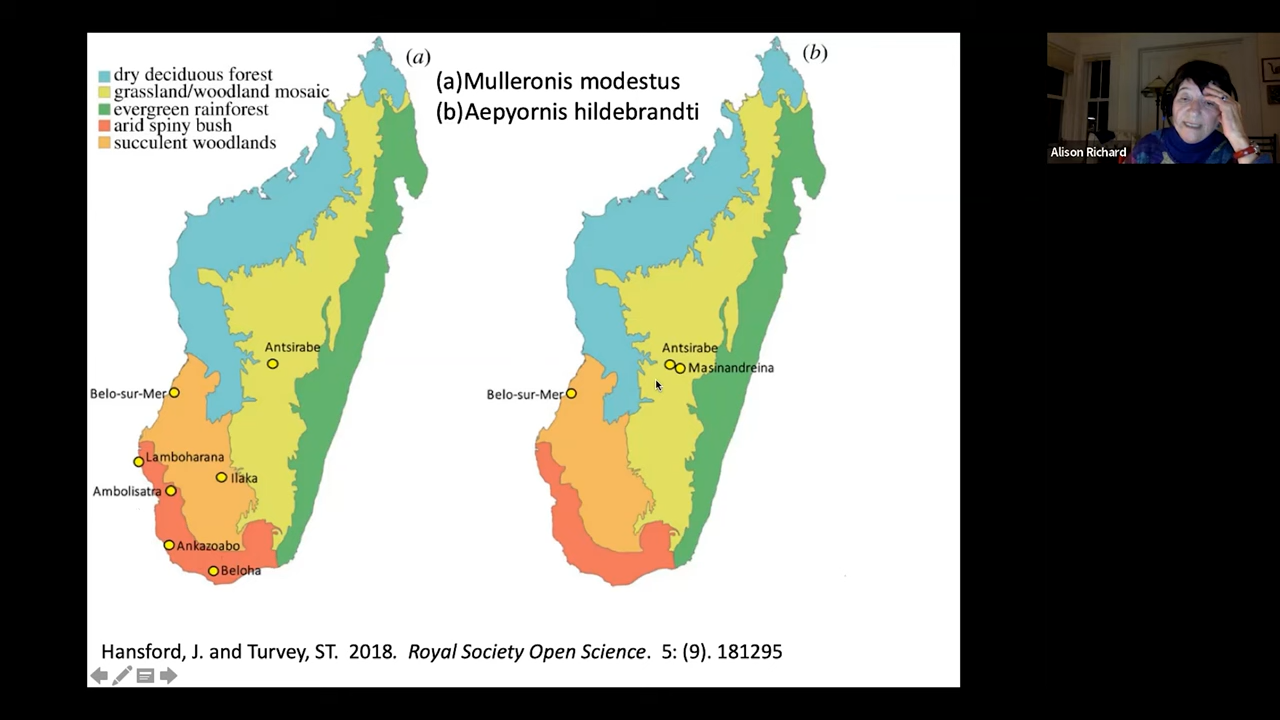 (a)
(b)
dry deciduous forest
grassland/woodland mosaic
evergreen rainforest
arid spiny bush
succulent woodlands
(a)Mulleronis modestus
(b)Aepyornis hildebrandti
Antsirabe
Belo-sur-Mer
Lamboharana
Ilaka
Ambolisatra
Ankazoabo
Beloha
Antsirabe
Masinandreina
Belo-sur-Mer
Hansford, J. and Turvey, ST. 2018. Royal Society Open Science. 5: (9). 181295
Alison Richard